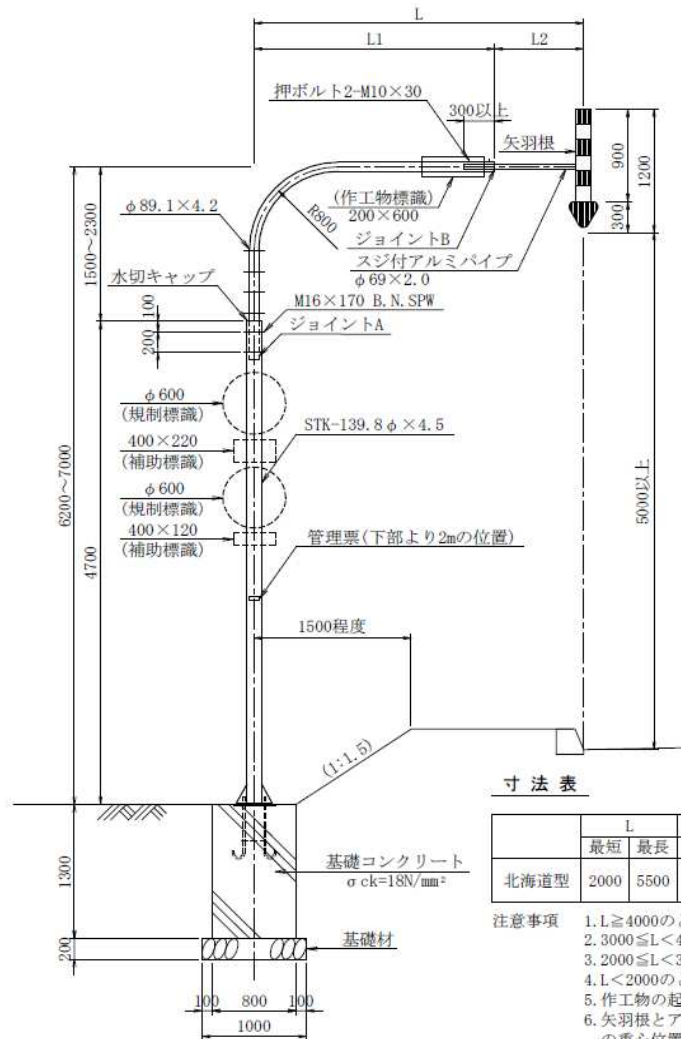 L
L1
L2
押ボルト2-M10×30
300以上
矢羽根
900
1200
300
(作工物標識)
200×600
R800
ジョイントB
スジ付アルミパイプ
φ69×2.0
φ89.1×4.2
1500～2300
水切キャップ
100
M16×170 B.N.SPW
ジョイントA
200
φ600
(規制標識)
STK-139.8φ×4.5
400×220
(補助標識)
φ600
(規制標識)
400×120
(補助標識)
6200～7000
4700
5000以上
管理票(下部より2mの位置)
1500程度
(1:1.5)
1300
基礎コンクリート
σck=18N/mm²
200
基礎材
100
800
100
1000
寸法表
L
最短 最長
北海道型 2000 5500
注意事項 1.L≧4000の
2.3000≦L<4
3.2000≦L<3
4.L<2000の
5.作工物の起
6.矢羽根とア